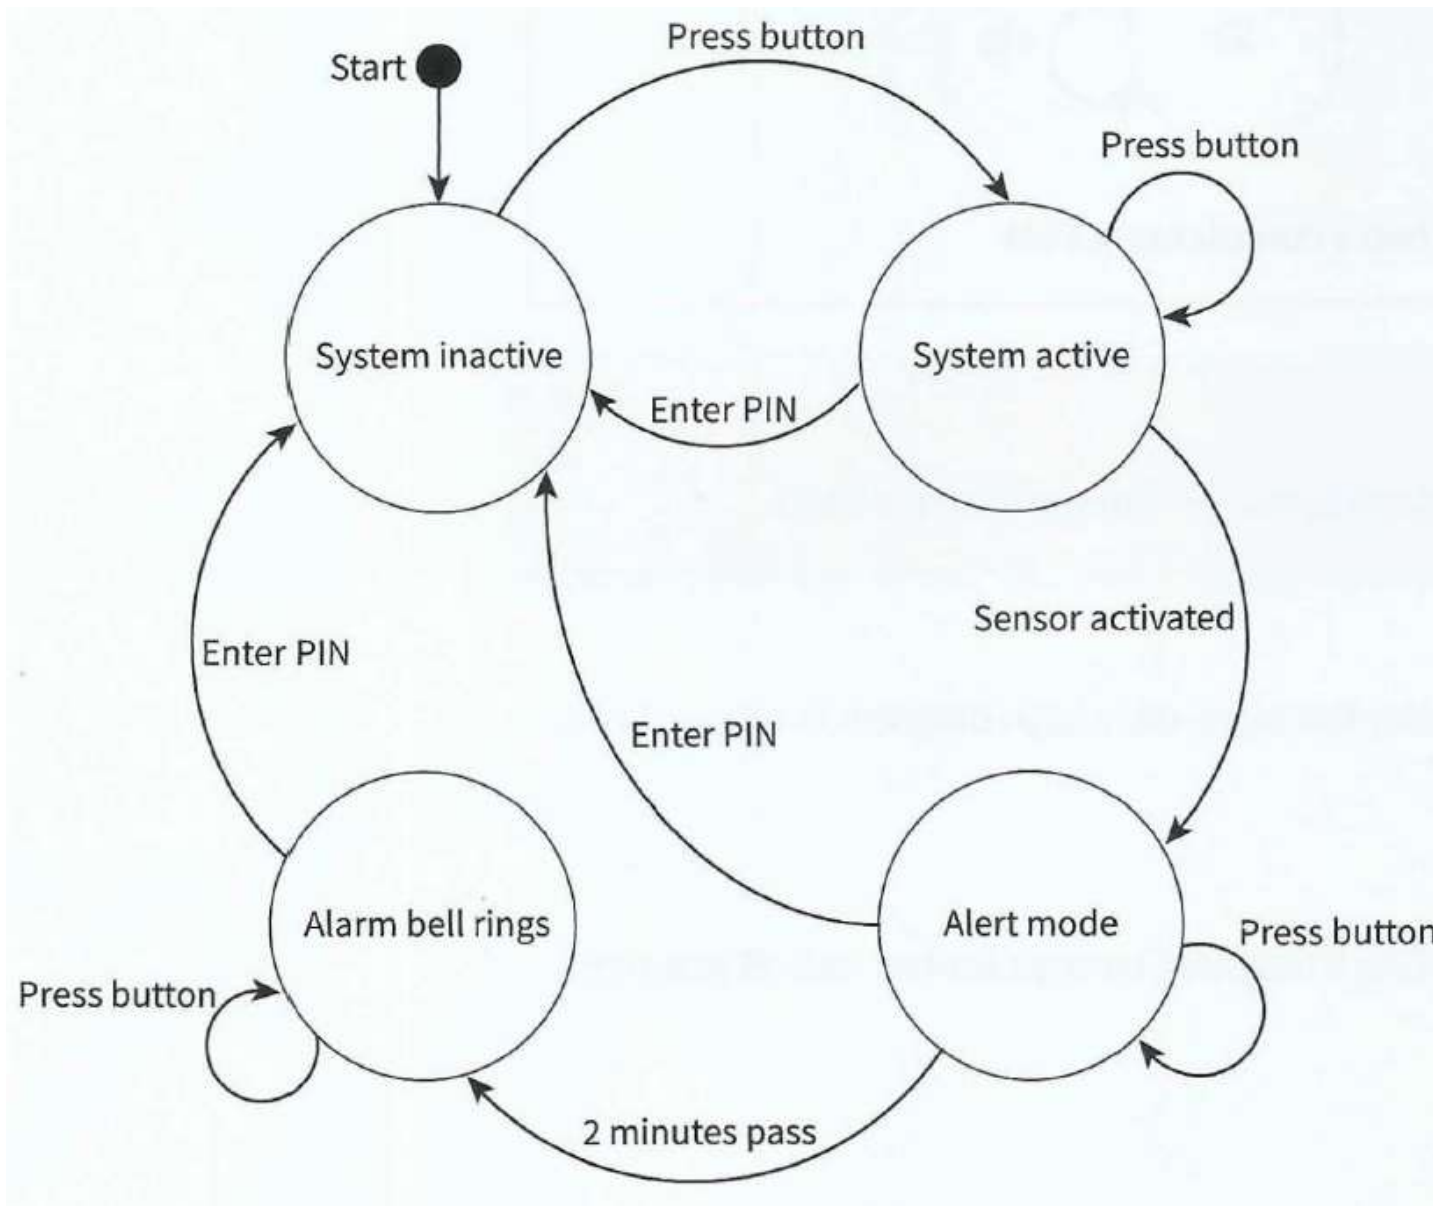 Press button
Start
Press button
System inactive
System active
Enter PIN
Sensor activated
Enter PIN
Enter PIN
Alarm bell rings
Alert mode
Press button
Press button
2 minutes pass